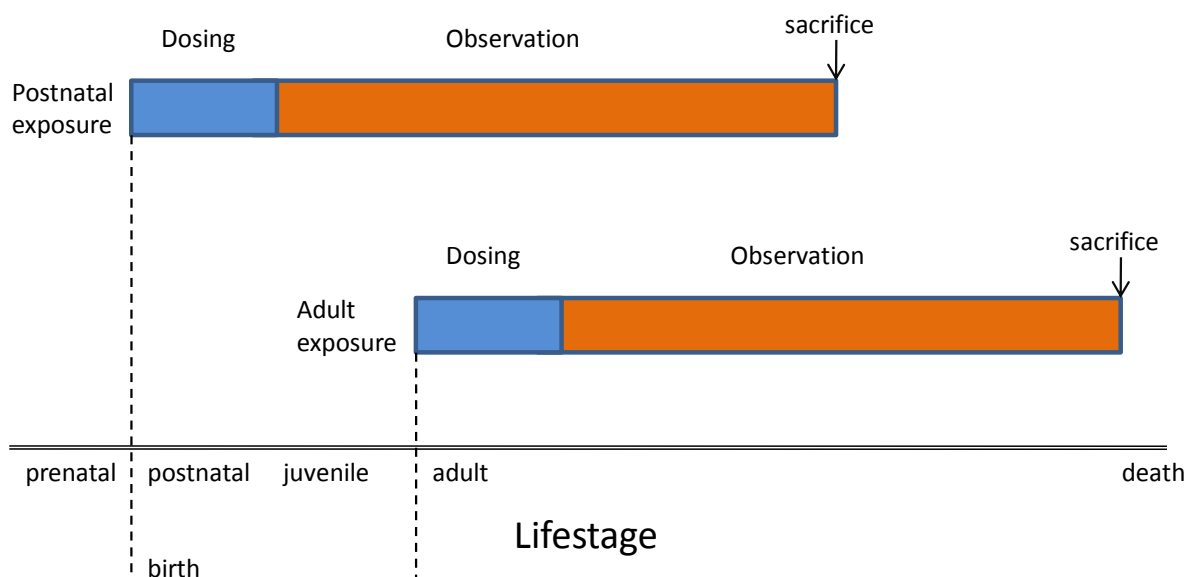 Dosing
Observation
sacrifice
Postnatal
exposure
Dosing
Observation
sacrifice
Adult
exposure
prenatal
postnatal
juvenile
adult
death
Lifestage
birth